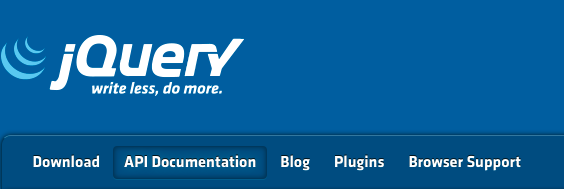 jQuery
write less, do more.
Download API Documentation Blog Plugins Browser Support